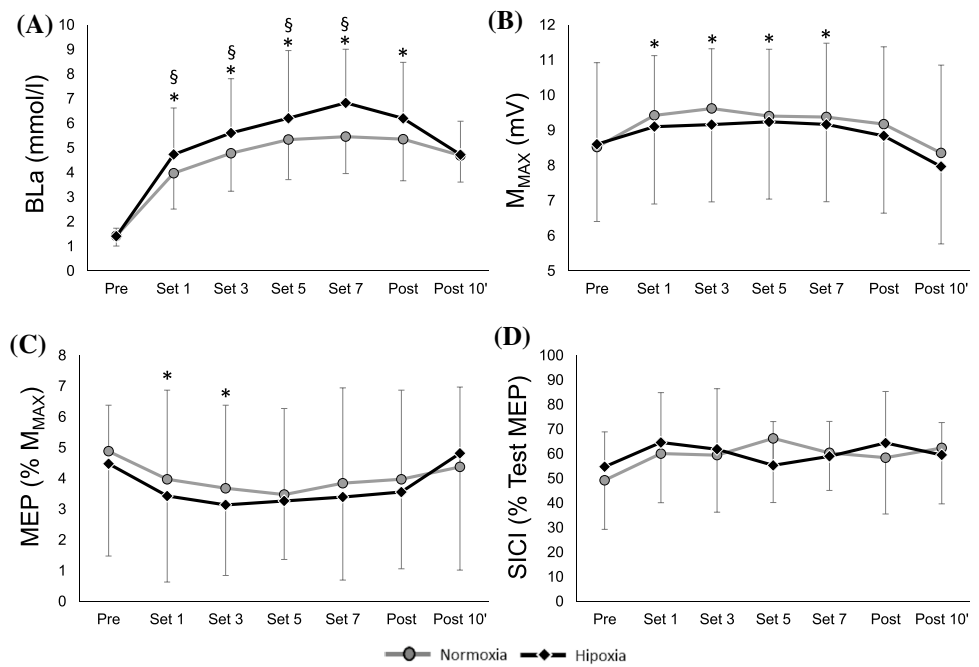 (A)
BLa (mmol/l)
10
9
8
7
6
5
4
3
2
1
0
§ § § §
* * * * *
Pre Set 1 Set 3 Set 5 Set 7 Post Post 10'
(B)
M_MAX (mV)
12
11
10
9
8
7
6
5
* * * *
Pre Set 1 Set 3 Set 5 Set 7 Post Post 10'
(C)
MEP (% M_MAX)
8
7
6
5
4
3
2
1
0
* *
Pre Set 1 Set 3 Set 5 Set 7 Post Post 10'
(D)
SICI (% Test MEP)
100
90
80
70
60
50
40
30
20
10
0
Pre Set 1 Set 3 Set 5 Set 7 Post Post 10'
Normoxia Hipoxia